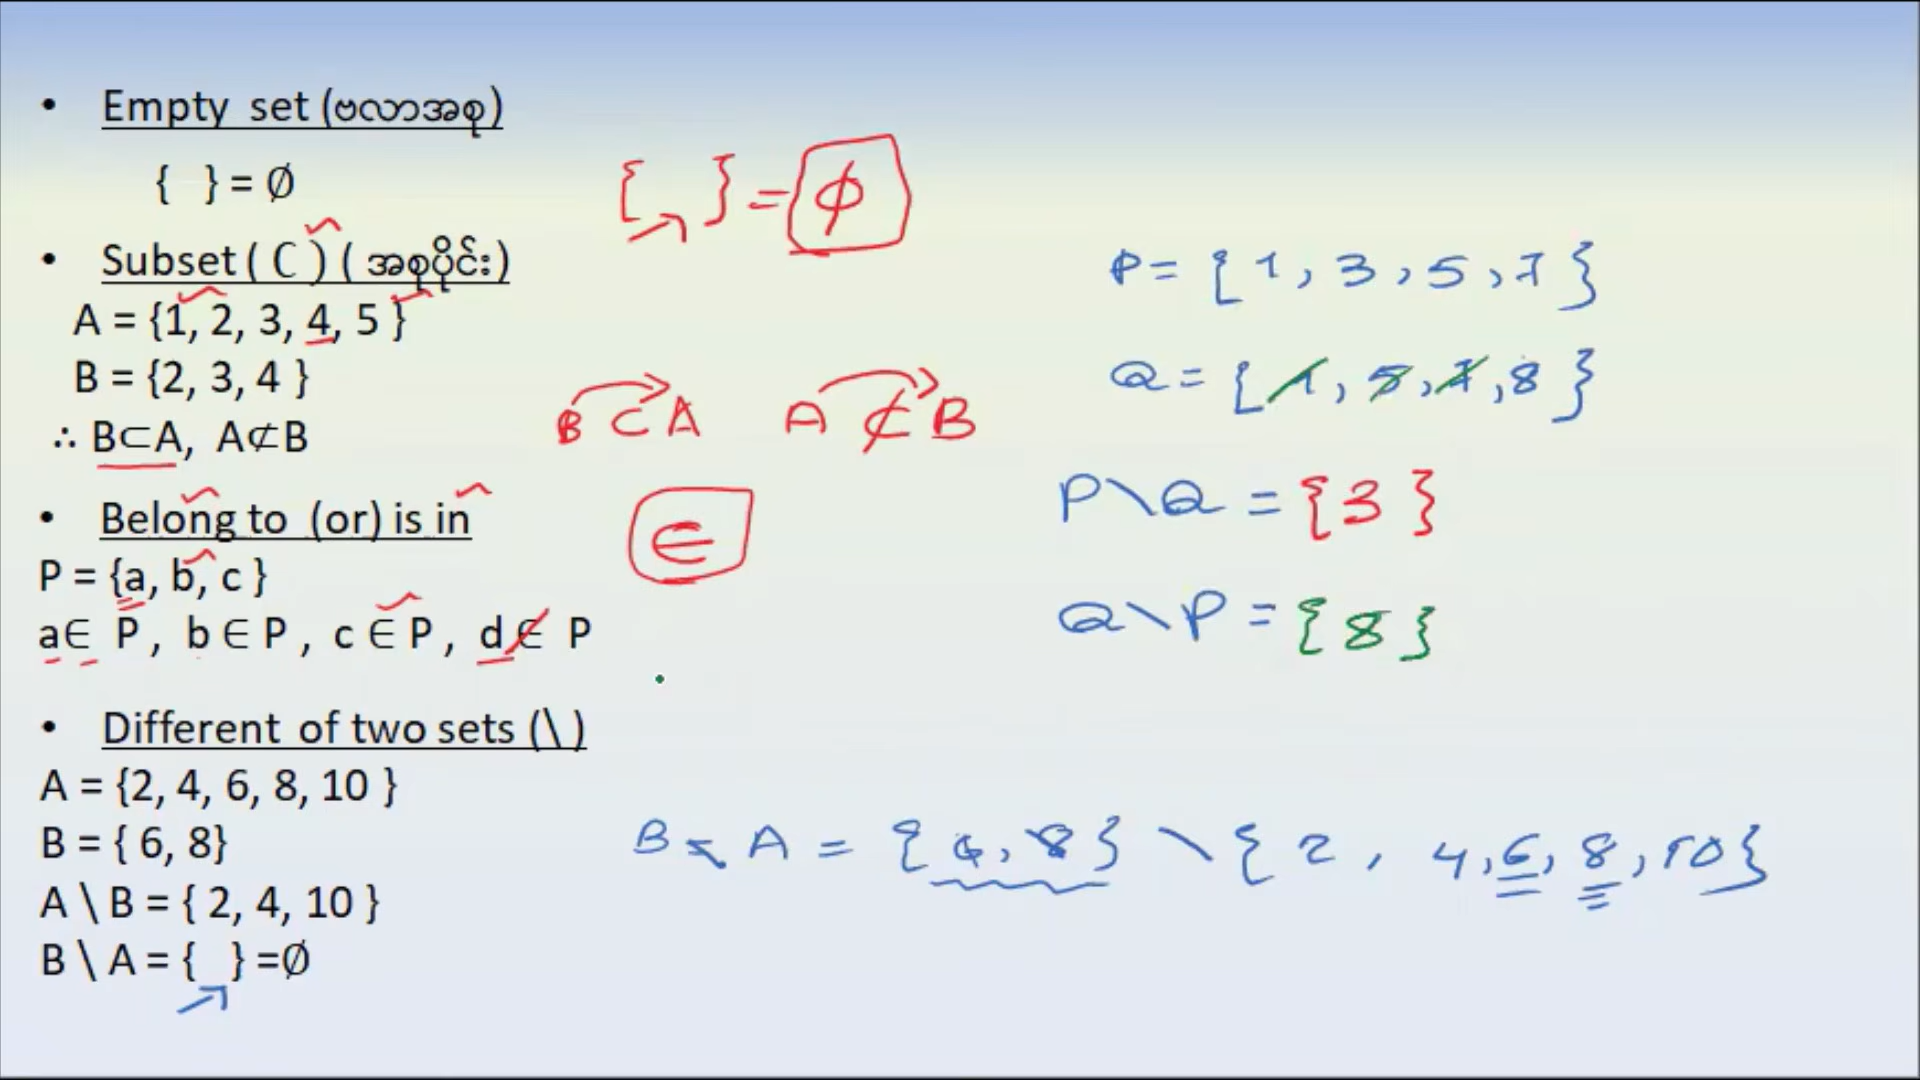 • Empty set (ဗလာအစု)
{ } = ∅
{ } = ϕ
• Subset ( ⊂ ) ( အစုပိုင်း)
A = {1, 2, 3, 4, 5 }
B = {2, 3, 4 }
∴ B⊂A, A⊄B
B ⊂ A A ⊄ B
• Belong to (or) is in
∈
P = {a, b, c }
a∈ P , b ∈ P , c ∈ P , d ∉ P
• Different of two sets (\ )
A = {2, 4, 6, 8, 10 }
B = { 6, 8}
A \ B = { 2, 4, 10 }
B \ A = { } =∅
P = { 1, 3, 5, 7 }
Q = { 1, 5, 7, 8 }
P \ Q = { 3 }
Q \ P = { 8 }
B \ A = { 6, 8 } \ { 2, 4, 6, 8, 10 }